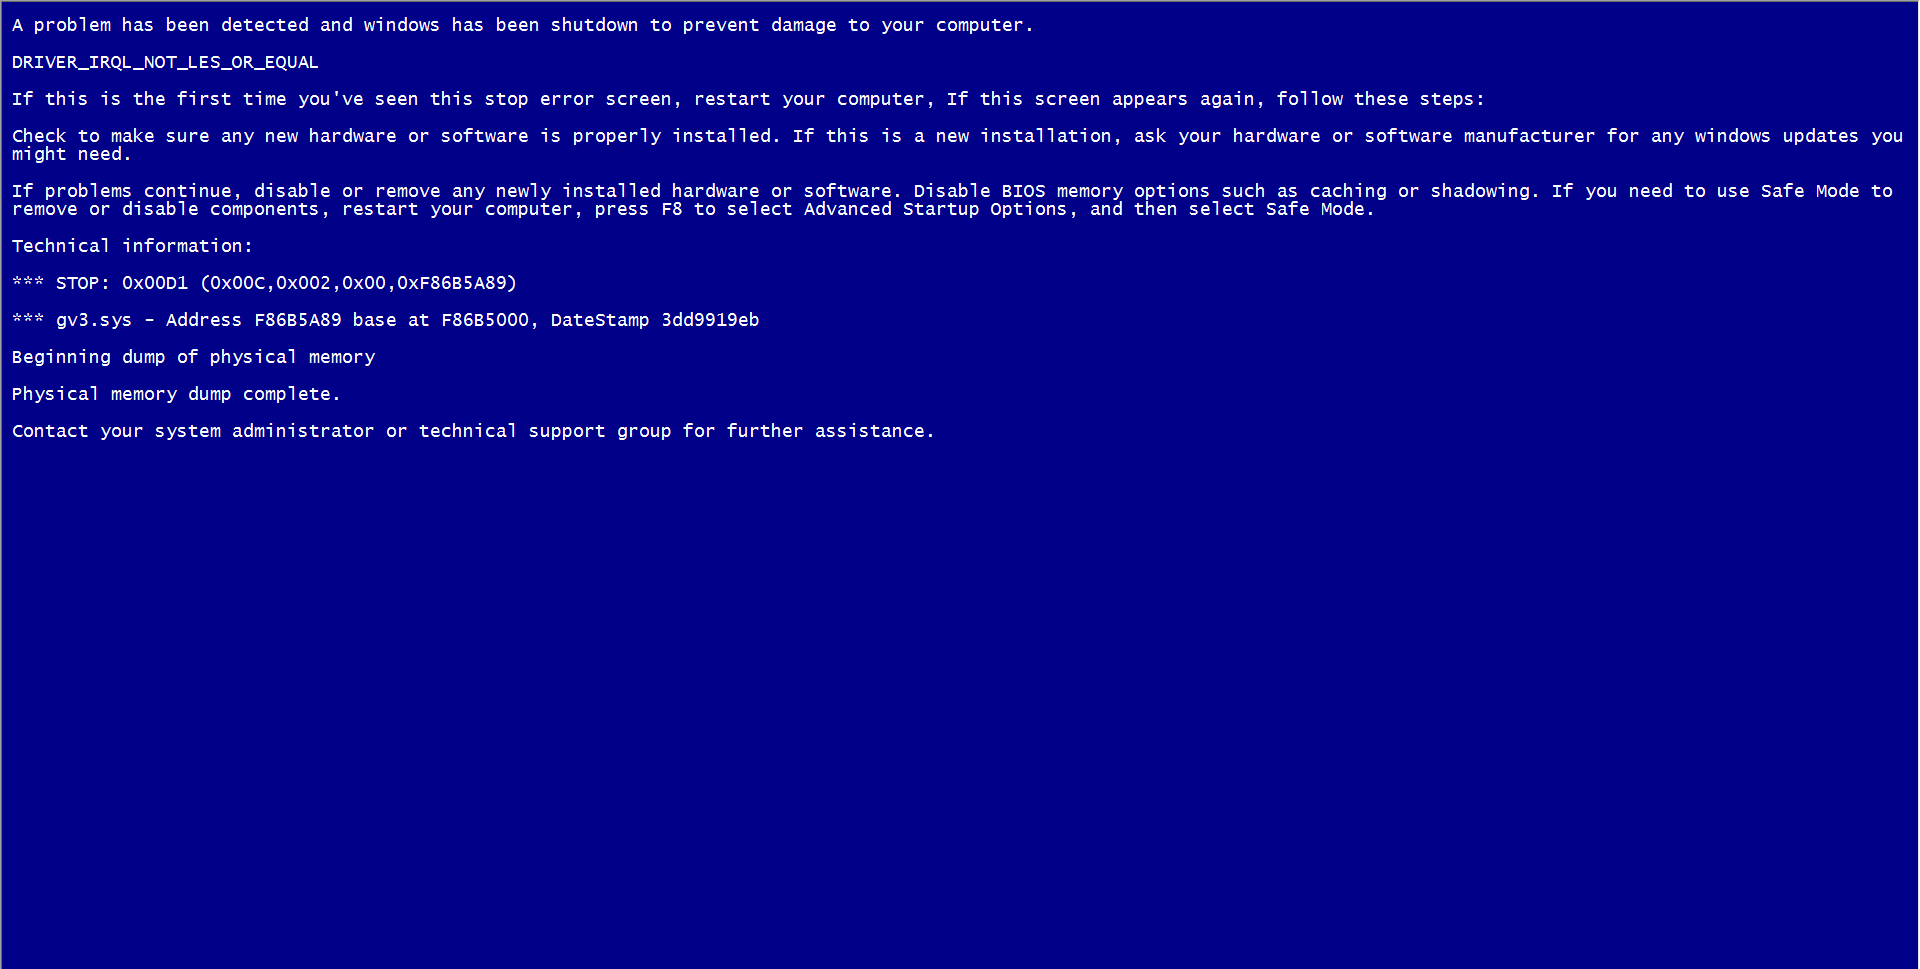 A problem has been detected and windows has been shutdown to prevent damage to your computer.
DRIVER_IRQL_NOT_LES_OR_EQUAL
If this is the first time you've seen this stop error screen, restart your computer, If this screen appears again, follow these steps:
Check to make sure any new hardware or software is properly installed. If this is a new installation, ask your hardware or software manufacturer for any windows updates you
might need.
If problems continue, disable or remove any newly installed hardware or software. Disable BIOS memory options such as caching or shadowing. If you need to use Safe Mode to
remove or disable components, restart your computer, press F8 to select Advanced Startup Options, and then select Safe Mode.
Technical information:
*** STOP: 0x00D1 (0x00C,0x002,0x00,0xF86B5A89)
*** gv3.sys - Address F86B5A89 base at F86B5000, DateStamp 3dd9919eb
Beginning dump of physical memory
Physical memory dump complete.
Contact your system administrator or technical support group for further assistance.